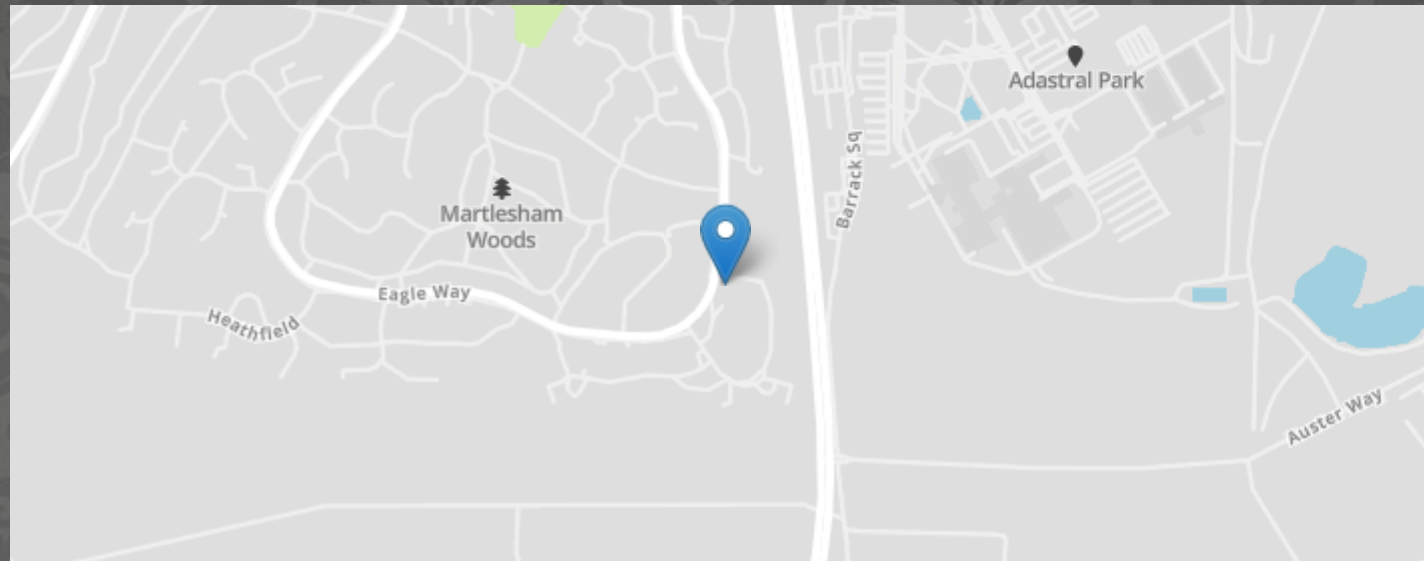 Adastral Park
Barrack Sq
Martlesham
Woods
Eagle Way
Heathfield
Auster Way